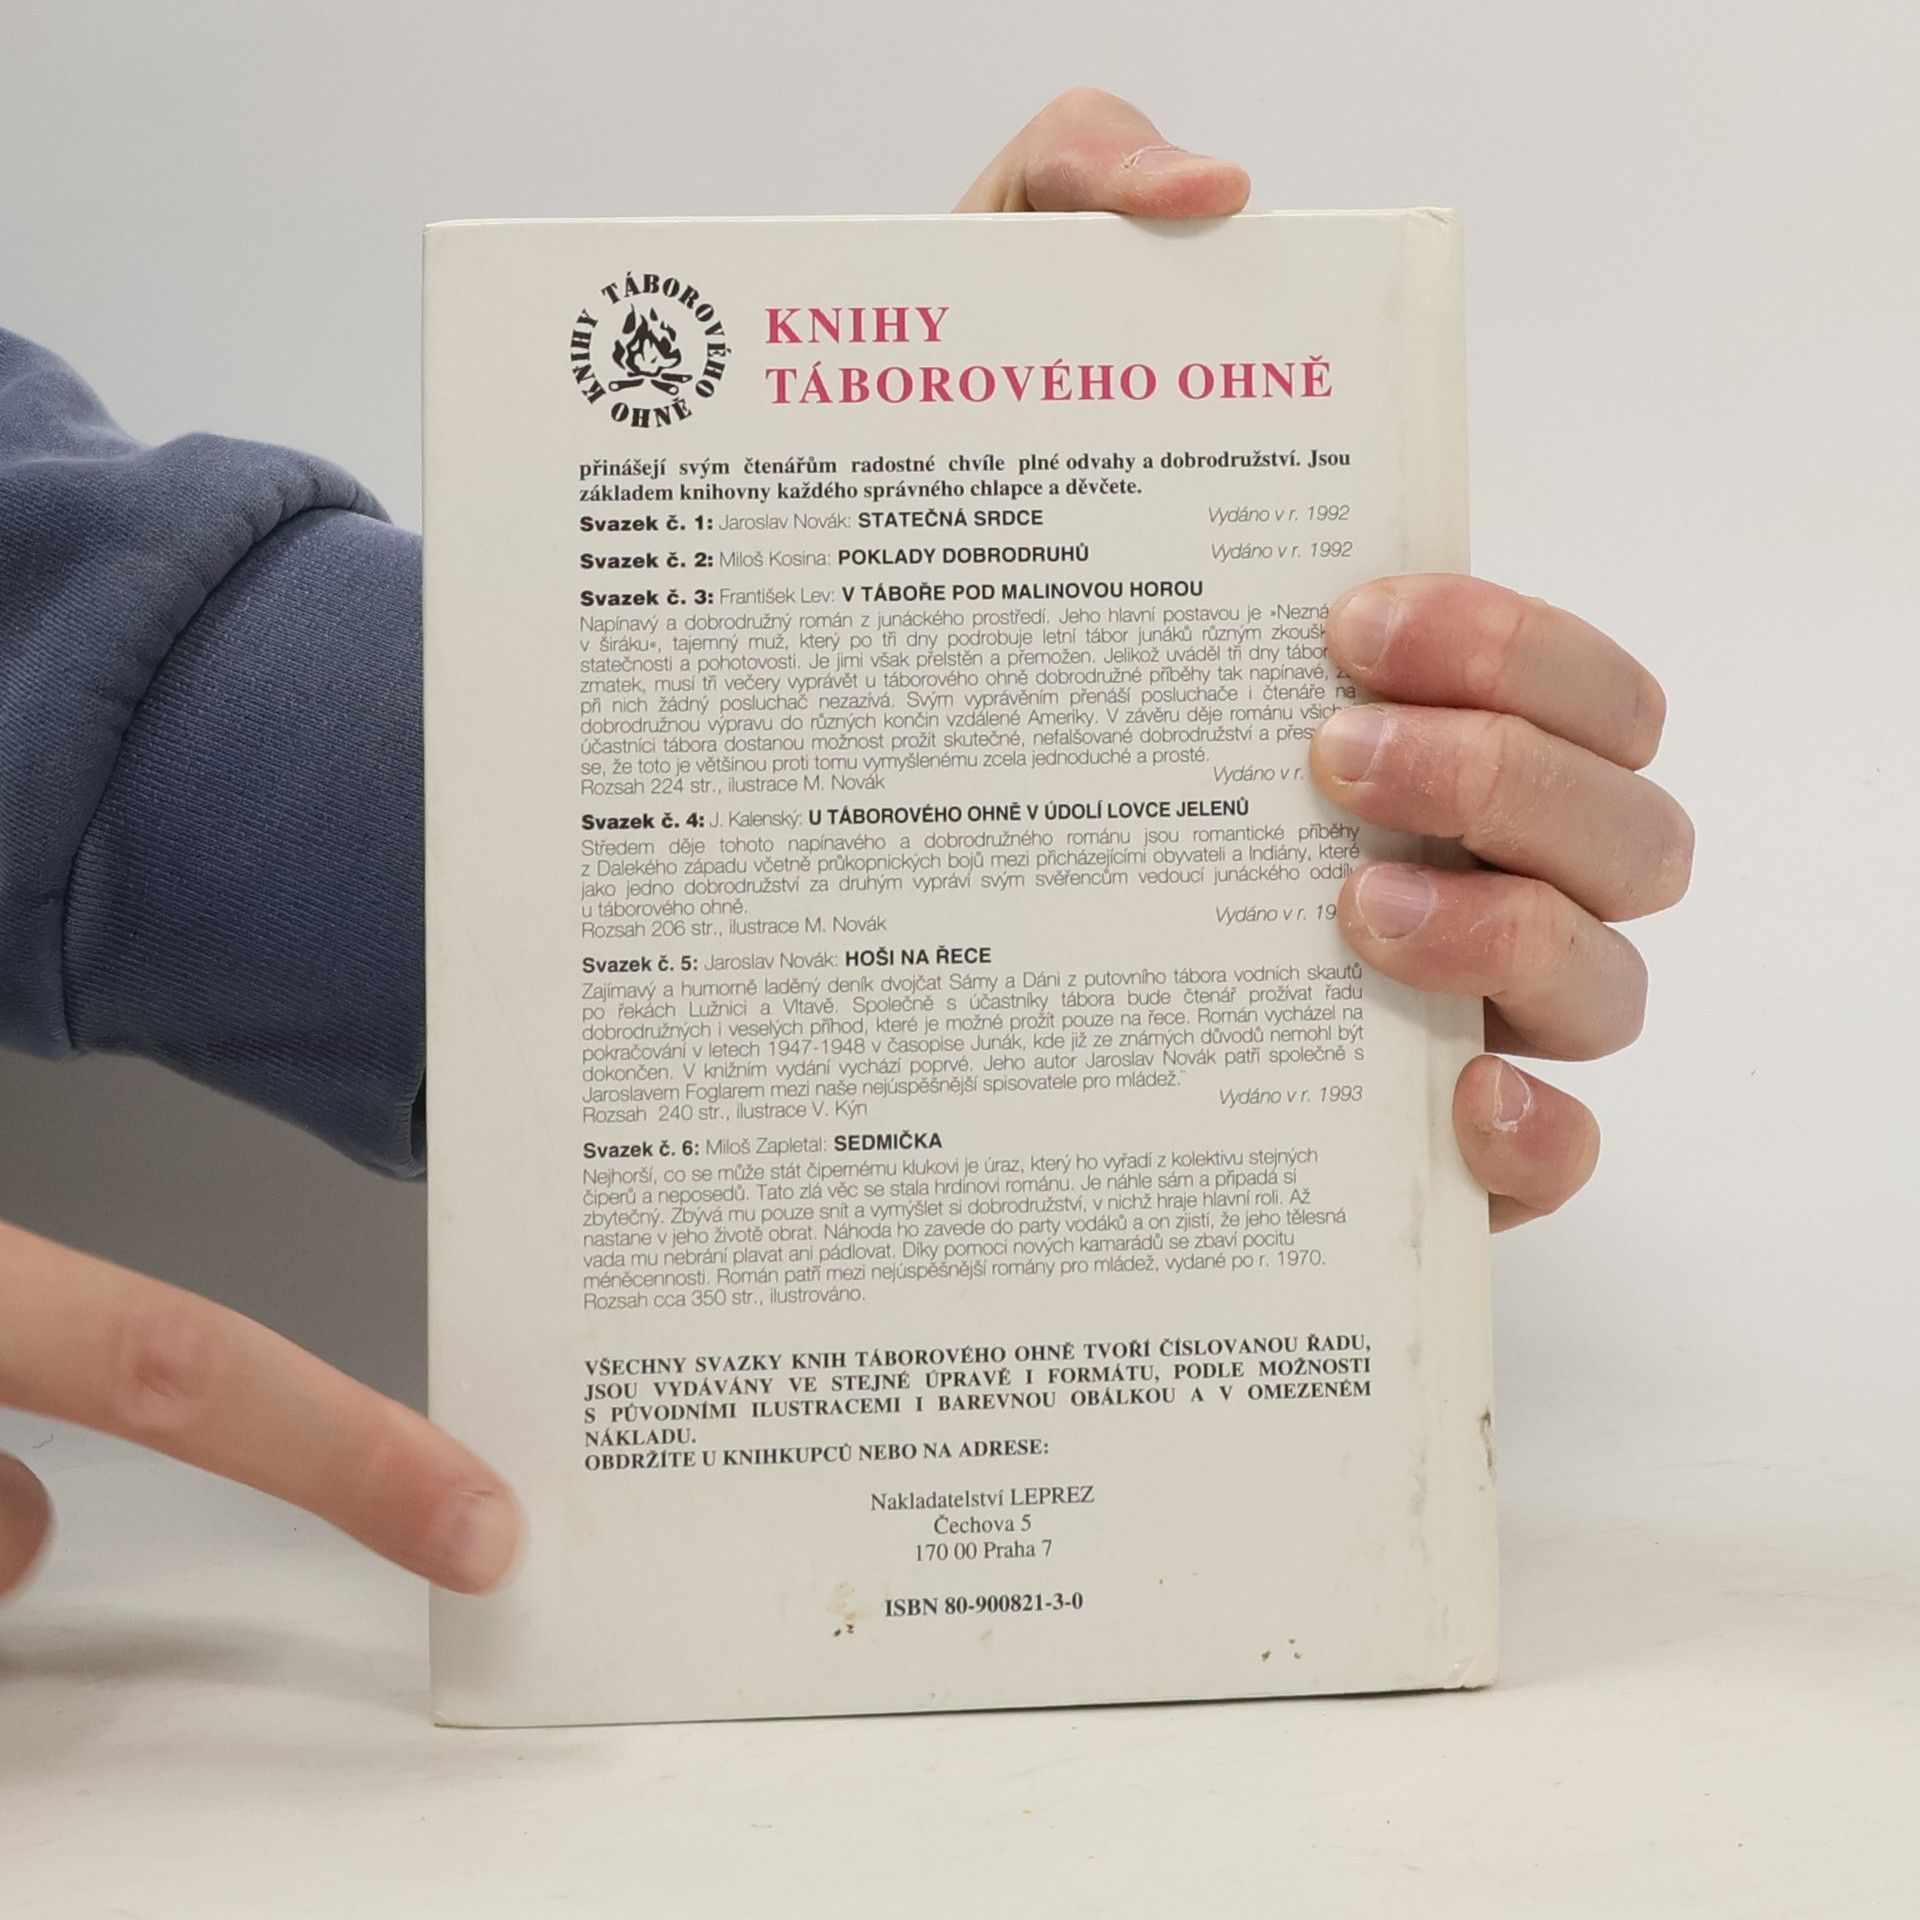 KNIHY TÁBOROVÉHO OHNĚ
KNIHY
TÁBOROVÉHO OHNĚ
přinášejí svým čtenářům radostné chvíle plné odvahy a dobrodružství. Jsou
základem knihovny každého správného chlapce a děvčete.
Svazek č. 1: Jaroslav Novák: STATEČNÁ SRDCE Vydáno v r. 1992
Svazek č. 2: Miloš Kosina: POKLADY DOBRODRUHŮ Vydáno v r. 1992
Svazek č. 3: František Lev: V TÁBOŘE POD MALINOVOU HOROU
Napínavý a dobrodružný román z junáckého prostředí. Jeho hlavní postavou je
v širáku«, tajemný muž, který po tři dny podrobuje letní tábor junáků různým
statečnosti a pohotovosti. Je jimi však přelstěn a přemožen. Jelikož uváděl tři dny
zmatek, musí tři večery vyprávět u táborového ohně dobrodružné příběhy tak napínavé,
při nich žádný posluchač nezazívá. Svým vyprávěním přenáší posluchače i čtenáře na
dobrodružnou výpravu do různých končin vzdálené Ameriky. V závěru děje románu
účastníci tábora dostanou možnost prožít skutečné, nefalšované dobrodružství a
se, že toto je většinou proti tomu vymyšlenému zcela jednoduché a prosté.
Rozsah 224 str., ilustrace M. Novák Vydáno v r.
Svazek č. 4: J. Kalenský: U TÁBOROVÉHO OHNĚ V ÚDOLÍ LOVCE JELENŮ
Středem děje tohoto napínavého a dobrodružného románu jsou romantické příběhy
z Dalekého západu včetně průkopnických bojů mezi přicházejícími obyvateli a Indiány, které
jako jedno dobrodružství za druhým vypráví svým svěřencům vedoucí junáckého oddílu
u táborového ohně.
Rozsah 206 str., ilustrace M. Novák Vydáno v r.
Svazek č. 5: Jaroslav Novák: HOŠI NA ŘECE
Zajímavý a humorně laděný deník dvojčat Sámy a Dáni z putovního tábora vodních skautů
po řekách Lužnici a Vltavě. Společně s účastníky tábora bude čtenář prožívat řadu
dobrodružných i veselých příhod, které je možné prožít pouze na řece. Román vycházel na
pokračování v letech 1947-1948 v časopise Junák, kde již ze známých důvodů nemohl být
dokončen. V knižním vydání vychází poprvé. Jeho autor Jaroslav Novák patří společně s
Jaroslavem Foglarem mezi naše nejúspěšnější spisovatele pro mládež."
Rozsah 240 str., ilustrace V. Kýn Vydáno v r. 1993
Svazek č. 6: Miloš Zapletal: SEDMIČKA
Nejhorší, co se může stát čipernému klukovi je úraz, který ho vyřadí z kolektivu stejných
čiperů a neposedů. Tato zlá věc se stala hrdinovi románu. Je náhle sám a připadá si
zbytečný. Zbývá mu pouze snít a vymýšlet si dobrodružství, v nichž hraje hlavní roli. Až
nastane v jeho životě obrat. Náhoda ho zavede do party vodáků a on zjistí, že jeho tělesná
vada mu nebrání plavat ani pádlovat. Díky pomoci nových kamarádů se zbaví pocitu
méněcennosti. Román patří mezi nejúspěšnější romány pro mládež, vydané po r. 1970.
Rozsah cca 350 str., ilustrováno.
VŠECHNY SVAZKY KNIH TÁBOROVÉHO OHNĚ TVOŘÍ ČÍSLOVANOU ŘADU,
JSOU VYDÁVÁNY VE STEJNÉ ÚPRAVĚ I FORMÁTU, PODLE MOŽNOSTI
S PŮVODNÍMI ILUSTRACEMI I BAREVNOU OBÁLKOU A V OMEZENÉM
NÁKLADU.
OBDRŽÍTE U KNIHKUPCŮ NEBO NA ADRESE:
Nakladatelství LEPREZ
Čechova 5
170 00 Praha 7
ISBN 80-900821-3-0